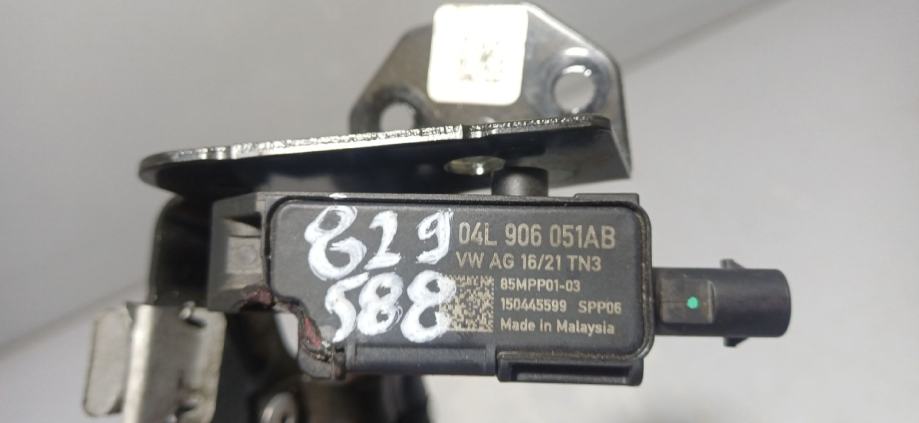 829
588
04L 906 051AB
VW AG 16/21 TN3
85MPP01-03
150445599 SPP06
Made in Malaysia